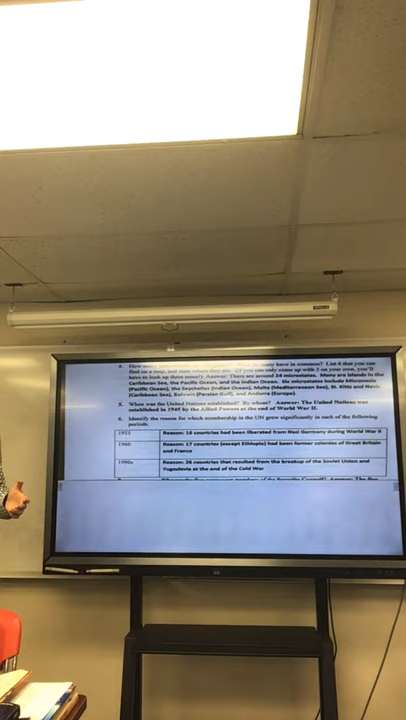 4. How many have in common? List 6 that you can
find on a map, and note where they are. (If you can only come up with 3 on your own, you'll
have to look up three more!) Answer: There are around 24 microstates. Many are islands in the
Caribbean Sea, the Pacific Ocean, and the Indian Ocean. Six microstates include Micronesia
(Pacific Ocean), the Seychelles (Indian Ocean), Malta (Mediterranean Sea), St. Kitts and Nevis
(Caribbean Sea), Bahrain (Persian Gulf), and Andorra (Europe).
5. When was the United Nations established? By whom? Answer: The United Nations was
established in 1945 by the Allied Powers at the end of World War II.
6. Identify the reason for which membership in the UN grew significantly in each of the following
periods.
1955 Reason: 16 countries had been liberated from Nazi Germany during World War II
1960 Reason: 17 countries (except Ethiopia) had been former colonies of Great Britain
and France
1990s Reason: 26 countries that resulted from the breakup of the Soviet Union and
Yugoslavia at the end of the Cold War
members of the Security Council? Answer: The five